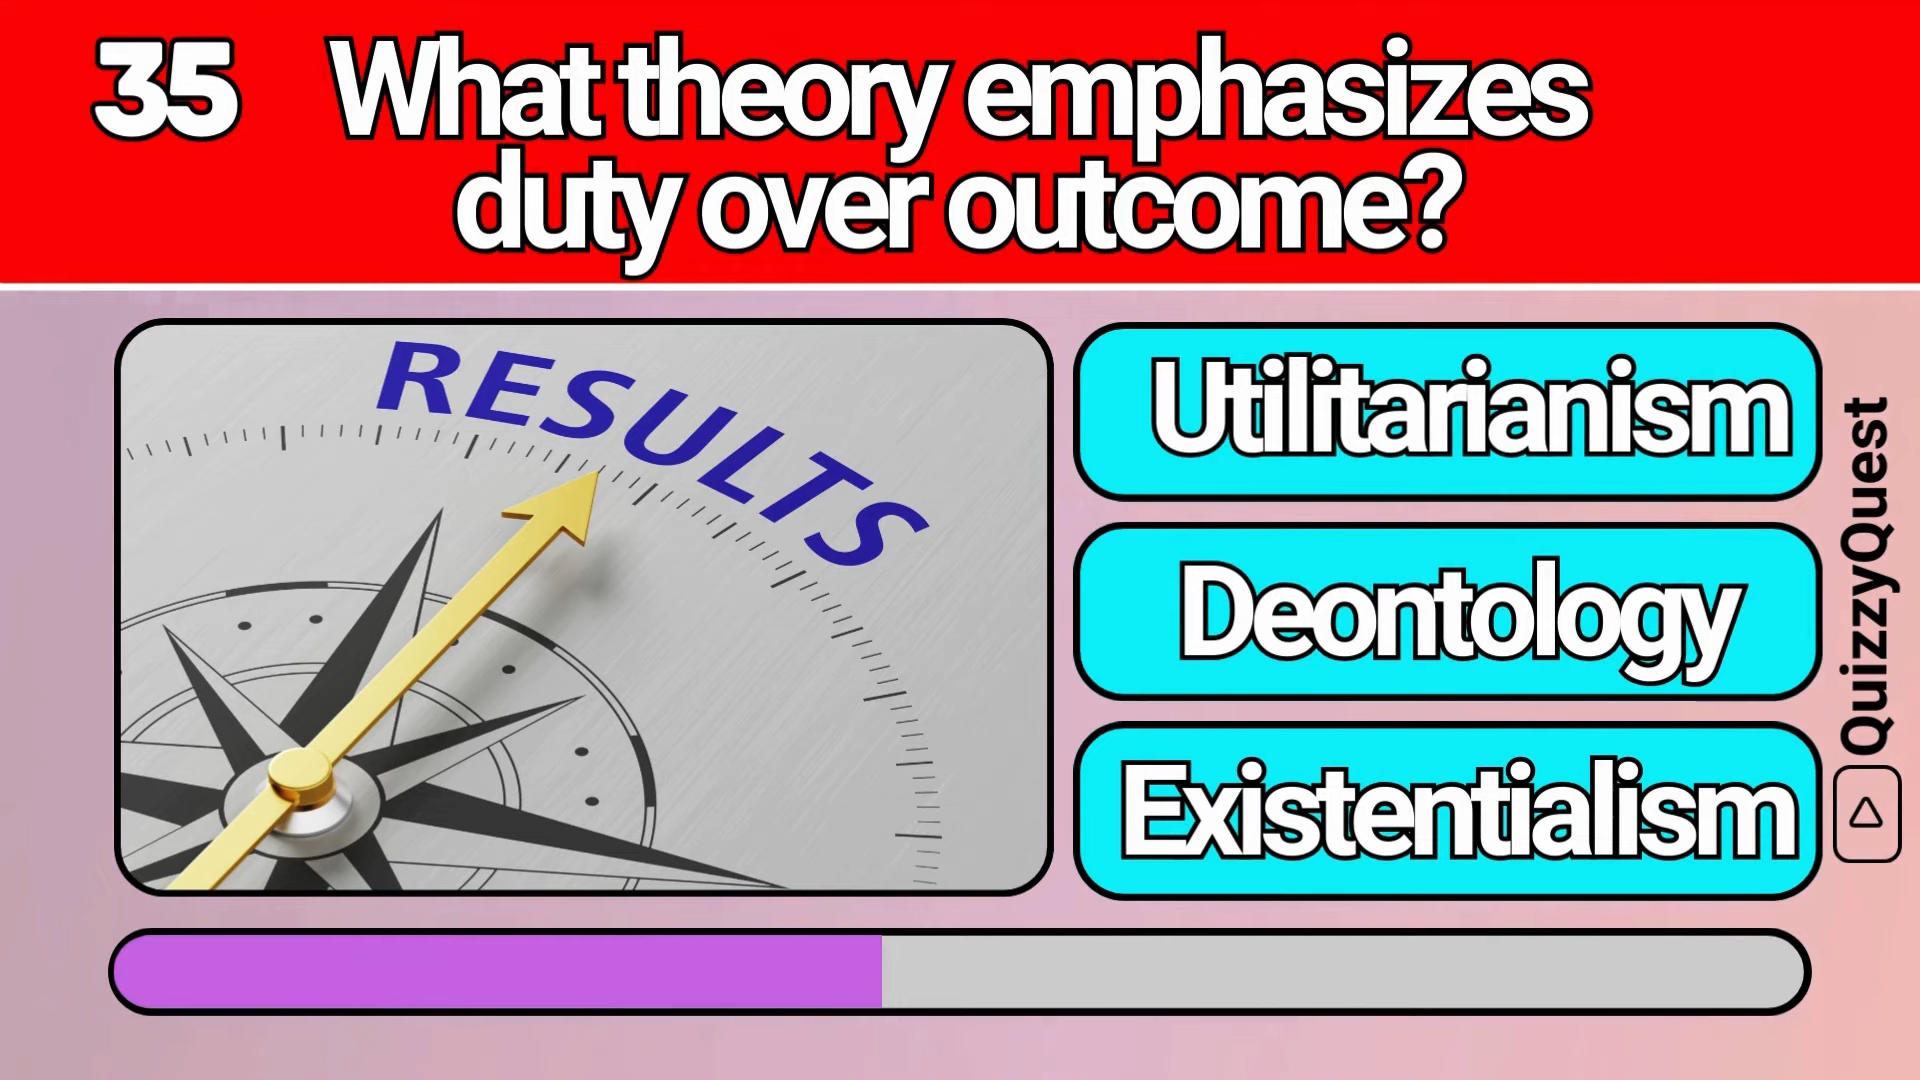 35
What theory emphasizes
duty over outcome?
RESULTS
Utilitarianism
Deontology
Existentialism
QuizzyQuest